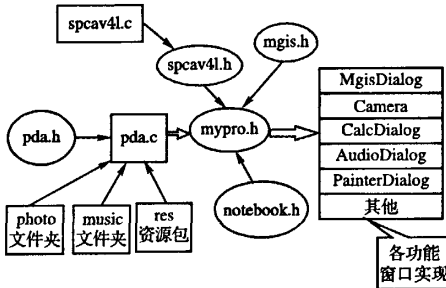 spcav4l.c
spcav4l.h
mgis.h
pda.h
pda.c
mypro.h
notebook.h
photo
文件夹
music
文件夹
res
资源包
MgisDialog
Camera
CalcDialog
AudioDialog
PainterDialog
其他
各功能
窗口实现